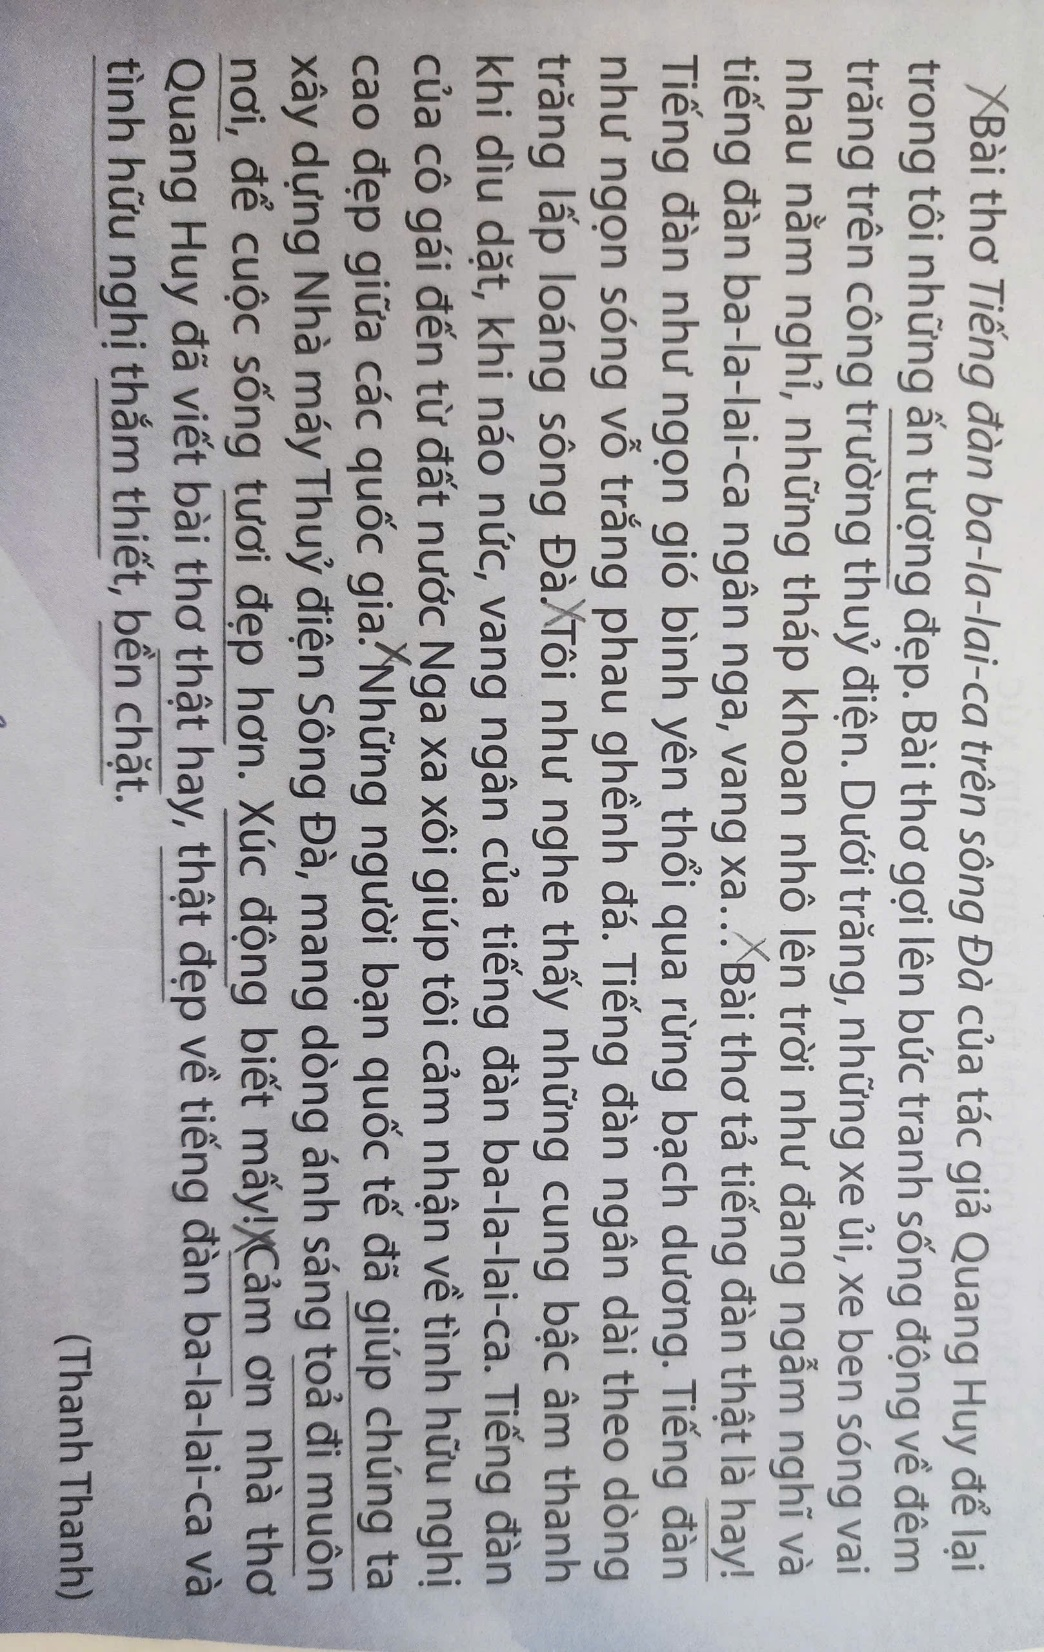 Bài thơ Tiếng đàn ba-la-lai-ca trên sông Đà của tác giả Quang Huy để lại
trong tôi những ấn tượng đẹp. Bài thơ gợi lên bức tranh sống động về đêm
trăng trên công trường thuỷ điện. Dưới trăng, những xe ủi, xe ben sóng vai
nhau nằm nghỉ, những tháp khoan nhô lên trời như đang ngẫm nghĩ và
tiếng đàn ba-la-lai-ca ngân nga, vang xa... Bài thơ tả tiếng đàn thật là hay!
Tiếng đàn như ngọn gió bình yên thổi qua rừng bạch dương. Tiếng đàn
như ngọn sóng vỗ trắng phau ghềnh đá. Tiếng đàn ngân dài theo dòng
trăng lấp loáng sông Đà. Tôi như nghe thấy những cung bậc âm thanh
khi dìu dặt, khi náo nức, vang ngân của tiếng đàn ba-la-lai-ca. Tiếng đàn
của cô gái đến từ đất nước Nga xa xôi giúp tôi cảm nhận về tình hữu nghị
cao đẹp giữa các quốc gia. Những người bạn quốc tế đã giúp chúng ta
xây dựng Nhà máy Thuỷ điện Sông Đà, mang dòng ánh sáng toả đi muôn
nơi, để cuộc sống tươi đẹp hơn. Xúc động biết mấy! Cảm ơn nhà thơ
Quang Huy đã viết bài thơ thật hay, thật đẹp về tiếng đàn ba-la-lai-ca và
tình hữu nghị thắm thiết, bền chặt.
(Thanh Thanh)